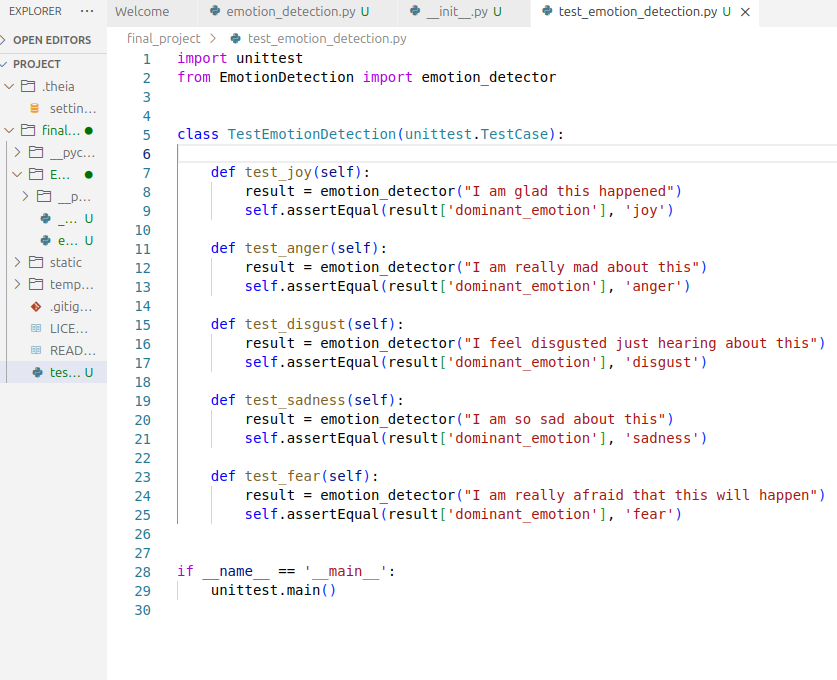 EXPLORER ···
Welcome emotion_detection.py U __init__.py U test_emotion_detection.py U
OPEN EDITORS
PROJECT
.theia
settin...
final...
__pyc...
E...
__p...
_... U
e... U
static
temp...
.gitig...
LICE...
READ...
tes... U
final_project > test_emotion_detection.py
1 import unittest
2 from EmotionDetection import emotion_detector
3
4
5 class TestEmotionDetection(unittest.TestCase):
6
7     def test_joy(self):
8         result = emotion_detector("I am glad this happened")
9         self.assertEqual(result['dominant_emotion'], 'joy')
10
11     def test_anger(self):
12         result = emotion_detector("I am really mad about this")
13         self.assertEqual(result['dominant_emotion'], 'anger')
14
15     def test_disgust(self):
16         result = emotion_detector("I feel disgusted just hearing about this")
17         self.assertEqual(result['dominant_emotion'], 'disgust')
18
19     def test_sadness(self):
20         result = emotion_detector("I am so sad about this")
21         self.assertEqual(result['dominant_emotion'], 'sadness')
22
23     def test_fear(self):
24         result = emotion_detector("I am really afraid that this will happen")
25         self.assertEqual(result['dominant_emotion'], 'fear')
26
27
28 if __name__ == '__main__':
29     unittest.main()
30